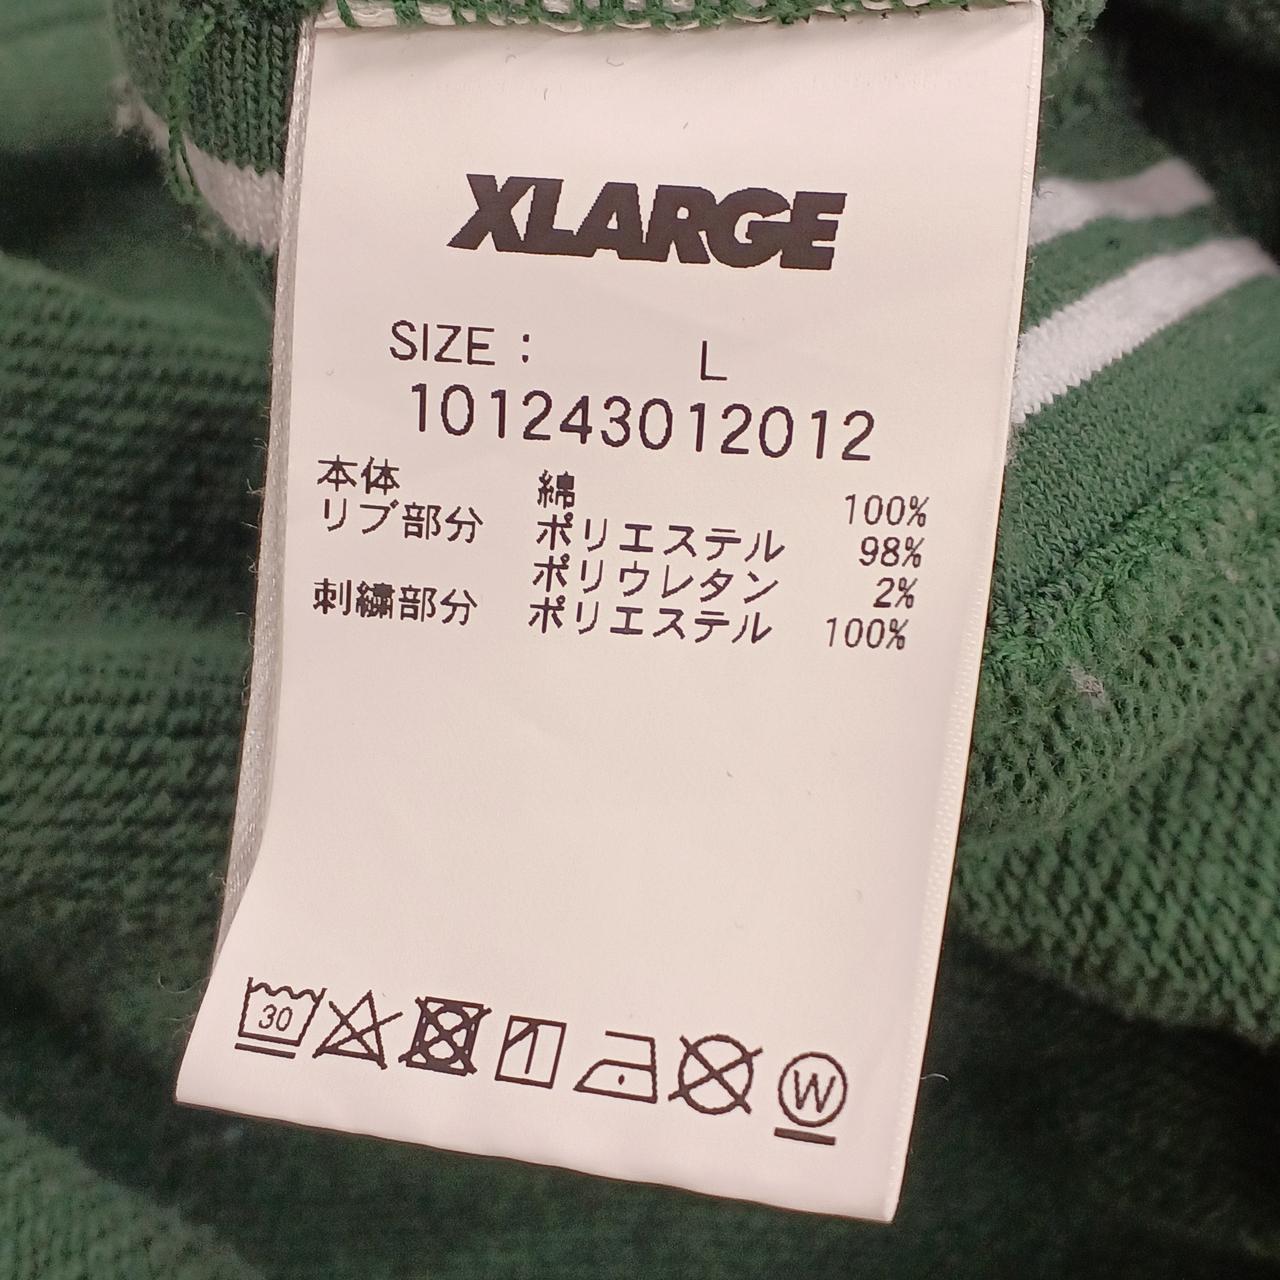 XLARGE
SIZE： L
101243012012
本体 綿 100%
リブ部分 ポリエステル 98%
ポリウレタン 2%
刺繍部分 ポリエステル 100%
30 W